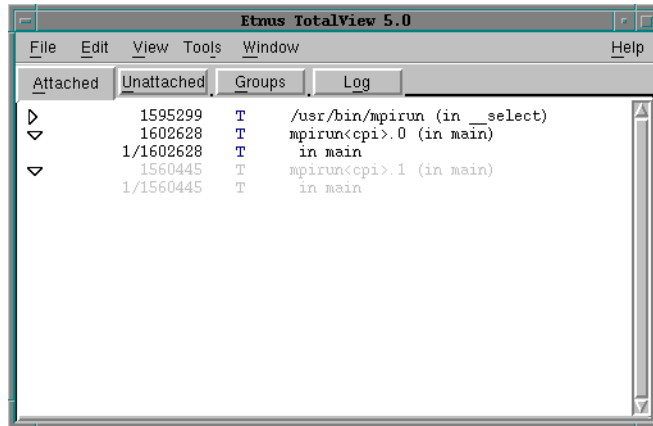 Etnus TotalView 5.0
File Edit View Tools Window Help
Attached Unattached Groups Log
1595299 T /usr/bin/mpirun (in __select)
1602628 T mpirun<cpi>.0 (in main)
1/1602628 T in main
1560445 T mpirun<cpi>.1 (in main)
1/1560445 T in main